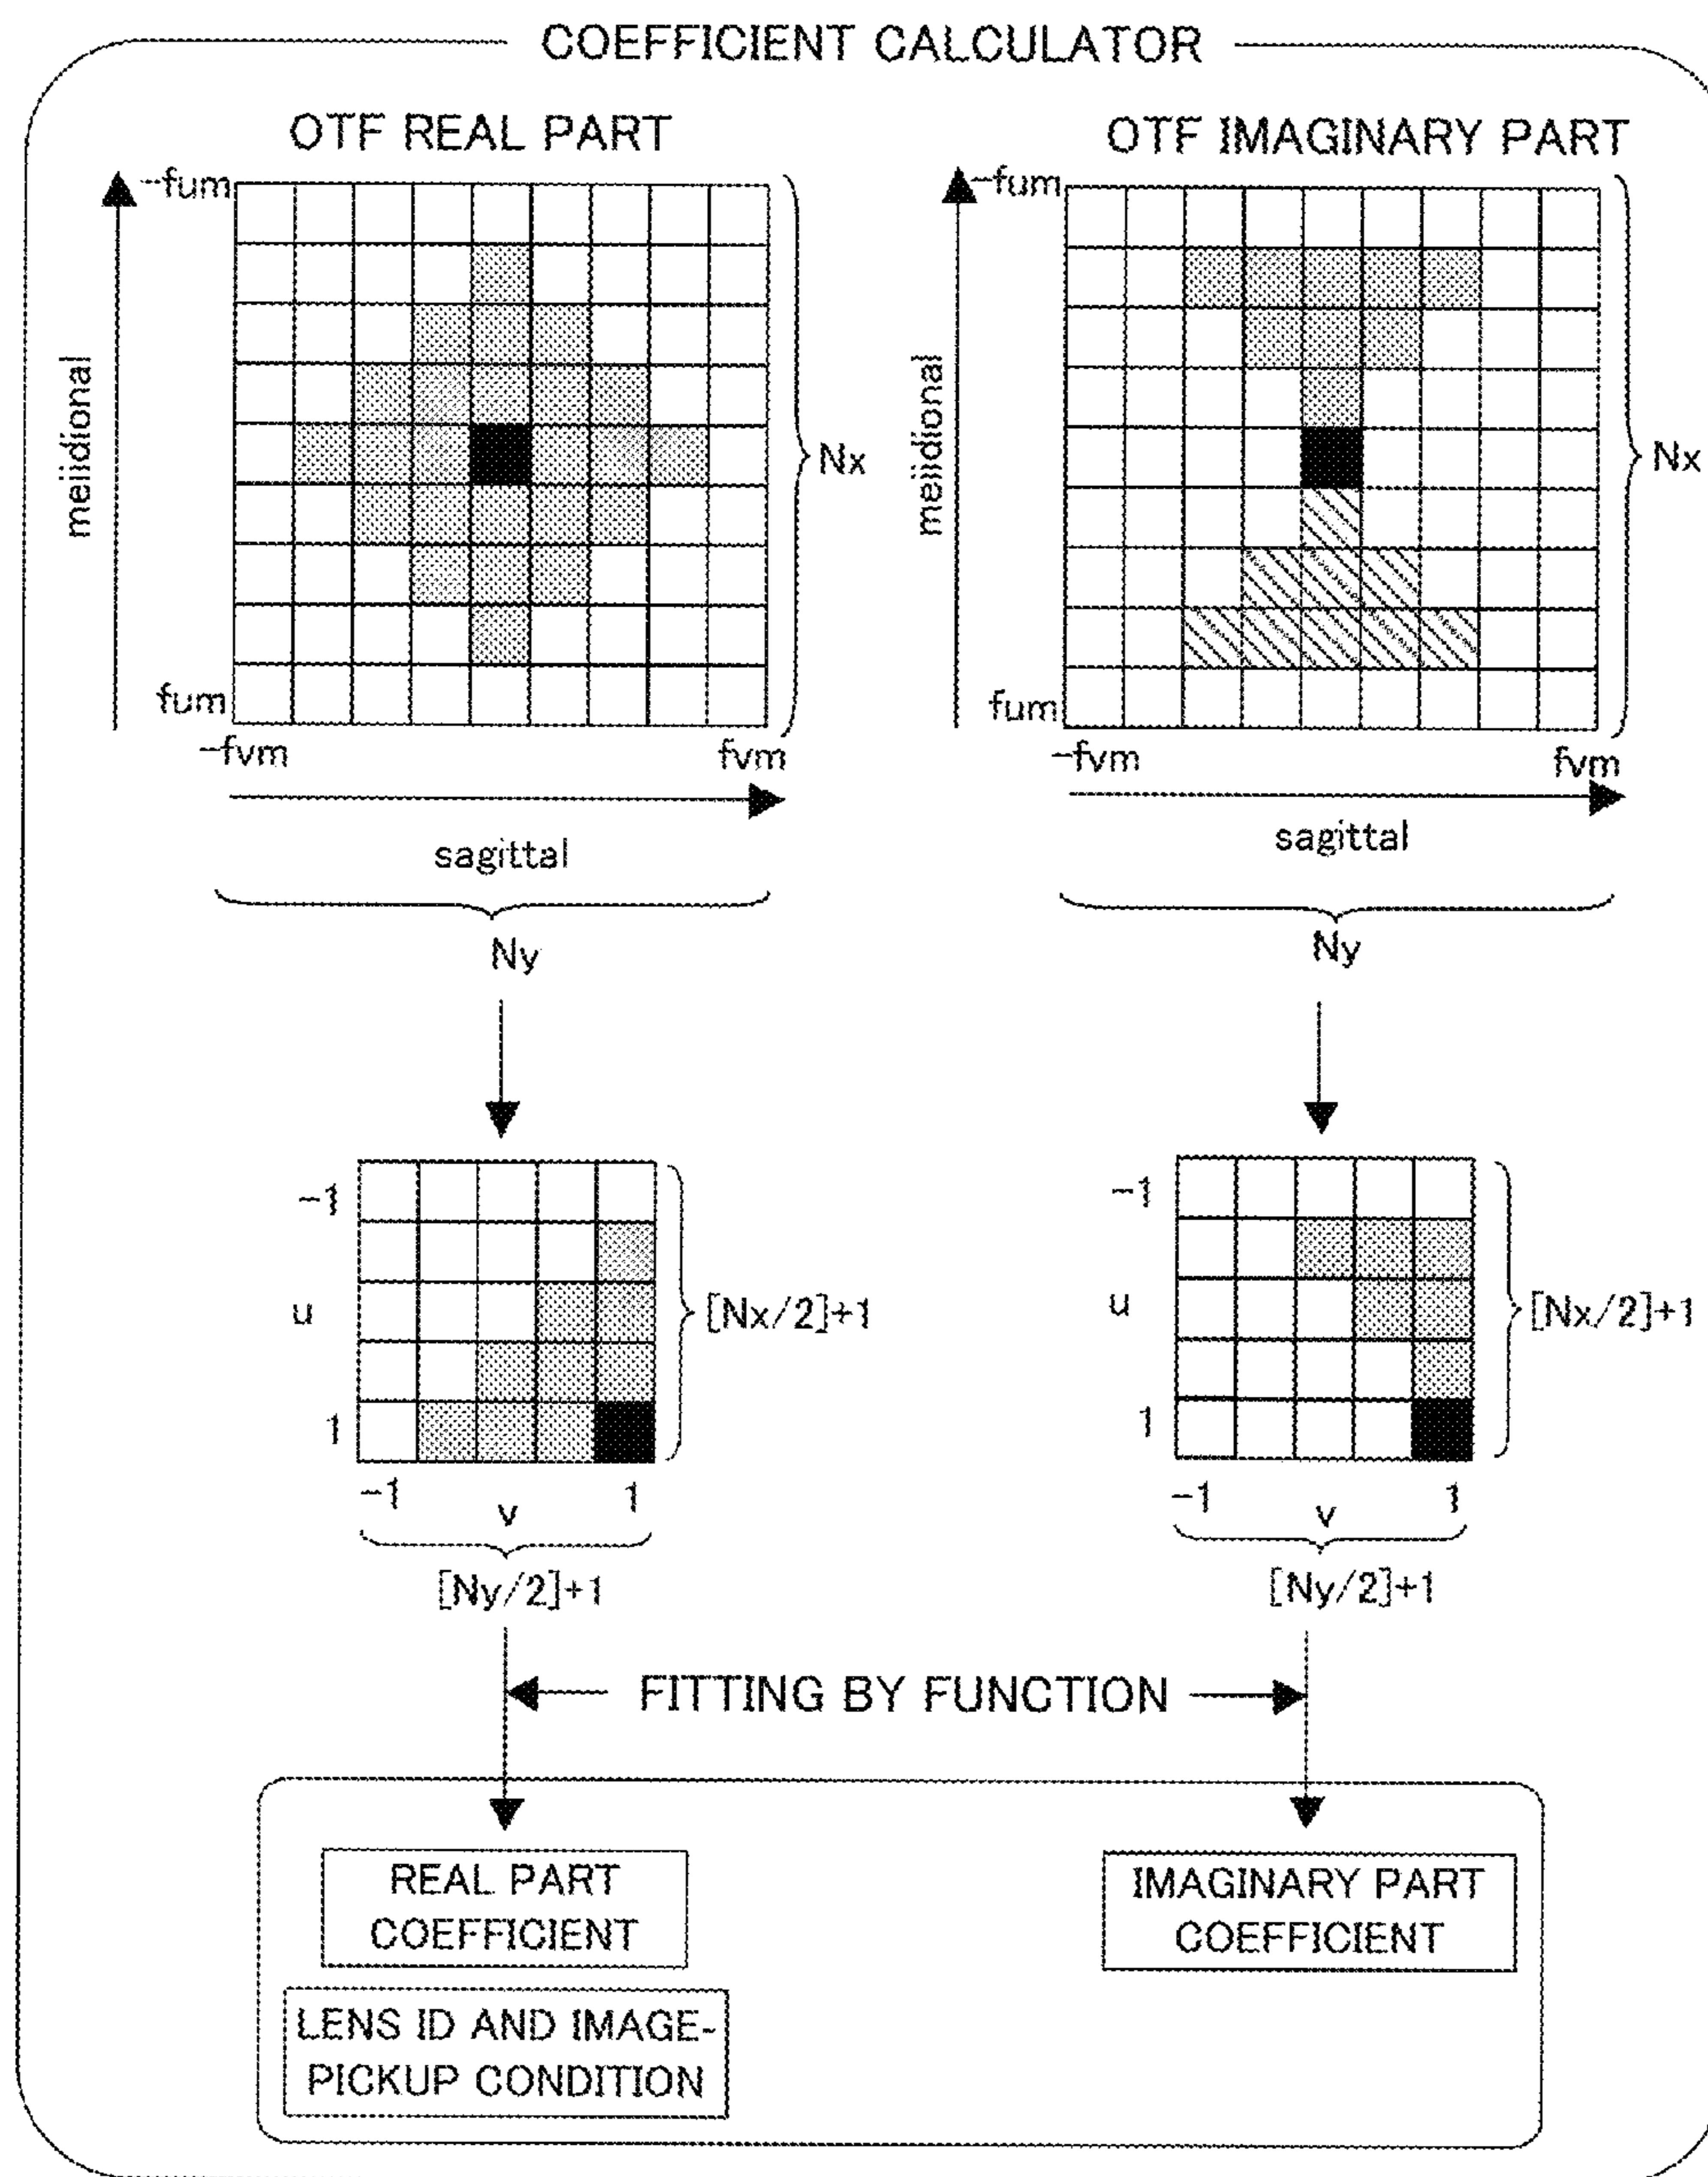 COEFFICIENT CALCULATOR
OTF REAL PART
OTF IMAGINARY PART
-fum
-fum
meiidional
meiidional
Nx
Nx
fum
fum
-fvm
fvm
-fvm
fvm
sagittal
sagittal
Ny
Ny
-1
-1
u
[Nx/2]+1
u
[Nx/2]+1
1
1
-1
v
1
-1
v
1
[Ny/2]+1
[Ny/2]+1
FITTING BY FUNCTION
REAL PART
COEFFICIENT
IMAGINARY PART
COEFFICIENT
LENS ID AND IMAGE-
PICKUP CONDITION